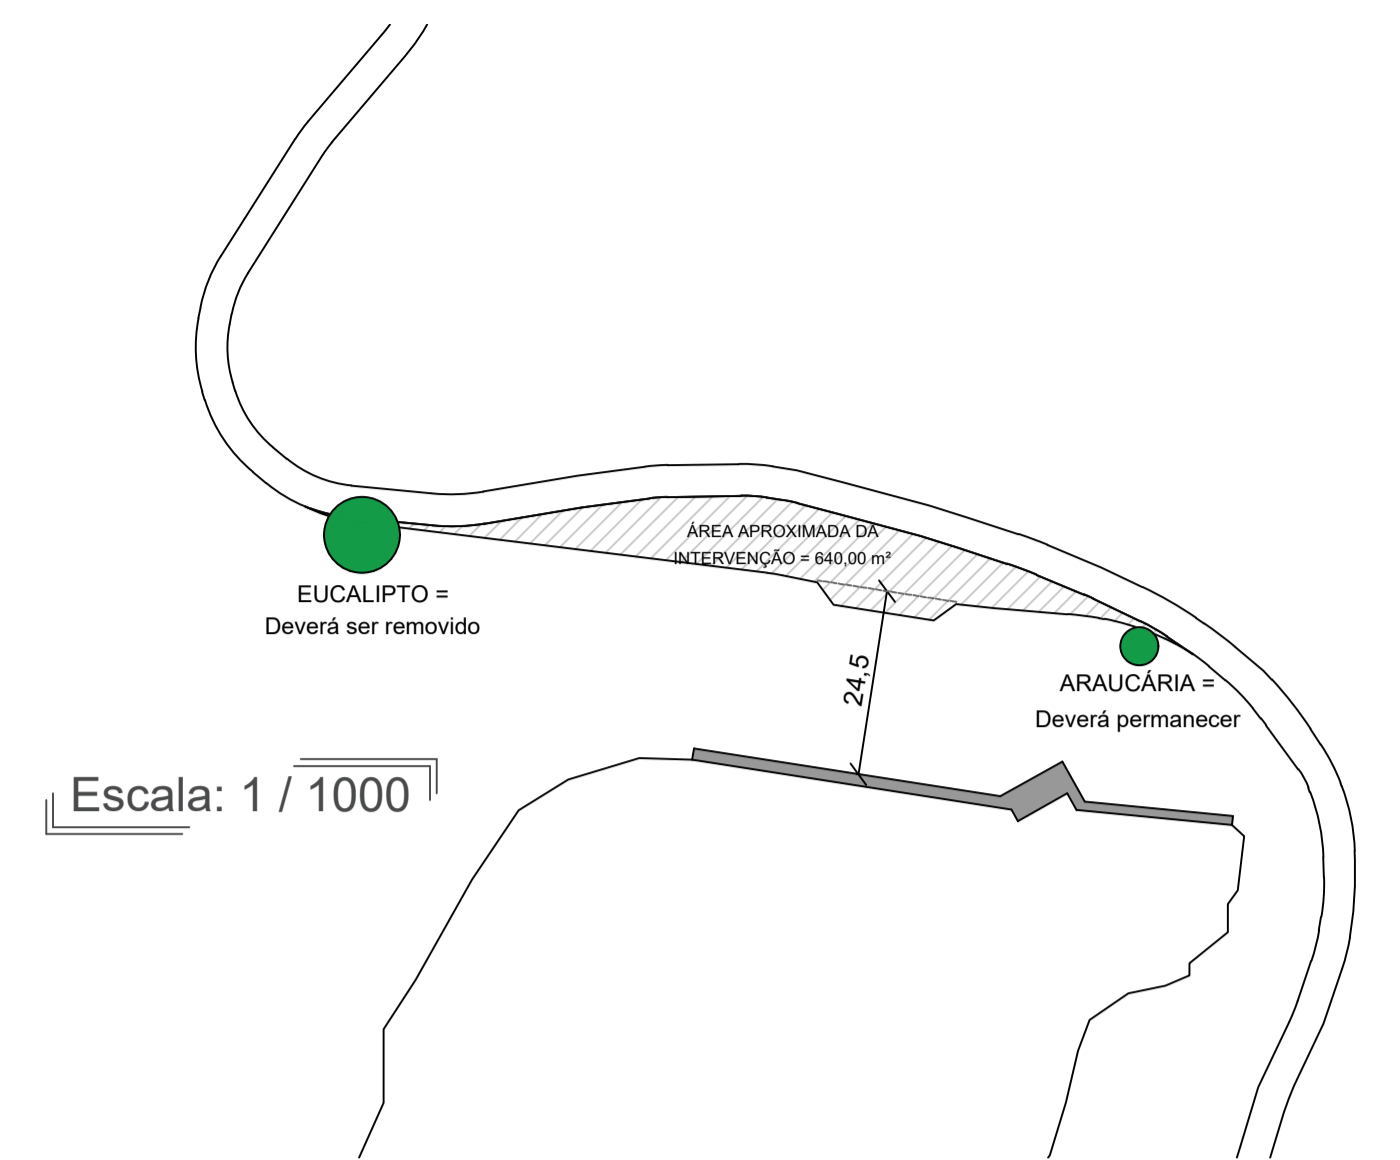 ÁREA APROXIMADA DA
INTERVENÇÃO = 640,00 m²
EUCALIPTO =
Deverá ser removido
24,5
ARAUCÁRIA =
Deverá permanecer
Escala: 1 / 1000